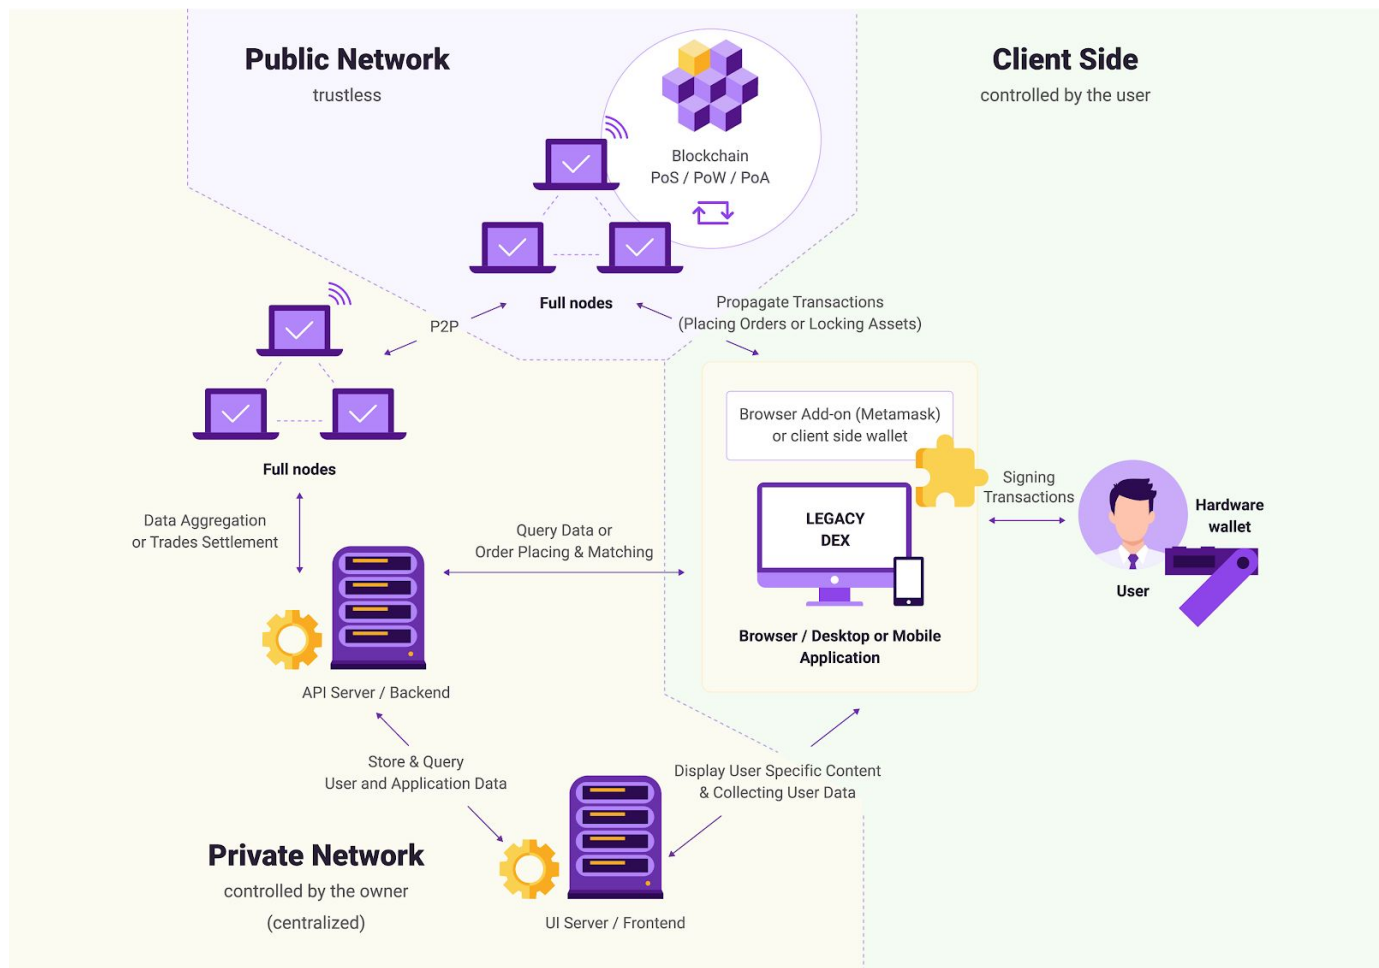 Public Network
trustless
Client Side
controlled by the user
Blockchain
PoS / PoW / PoA
Full nodes
Propagate Transactions
(Placing Orders or Locking Assets)
P2P
Full nodes
Browser Add-on (Metamask)
or client side wallet
Signing
Transactions
Hardware
wallet
User
LEGACY
DEX
Browser / Desktop or Mobile
Application
Data Aggregation
or Trades Settlement
Query Data or
Order Placing & Matching
API Server / Backend
Store & Query
User and Application Data
Display User Specific Content
& Collecting User Data
Private Network
controlled by the owner
(centralized)
UI Server / Frontend